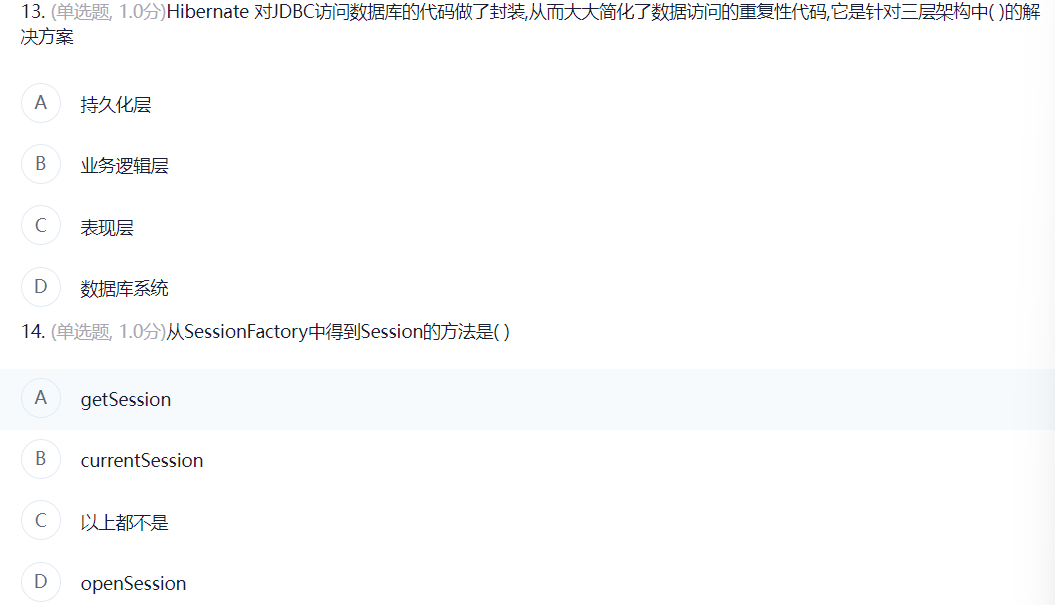 13. (单选题, 1.0分)Hibernate 对JDBC访问数据库的代码做了封装,从而大大简化了数据访问的重复性代码,它是针对三层架构中( )的解
决方案
A 持久化层
B 业务逻辑层
C 表现层
D 数据库系统
14. (单选题, 1.0分)从SessionFactory中得到Session的方法是( )
A getSession
B currentSession
C 以上都不是
D openSession